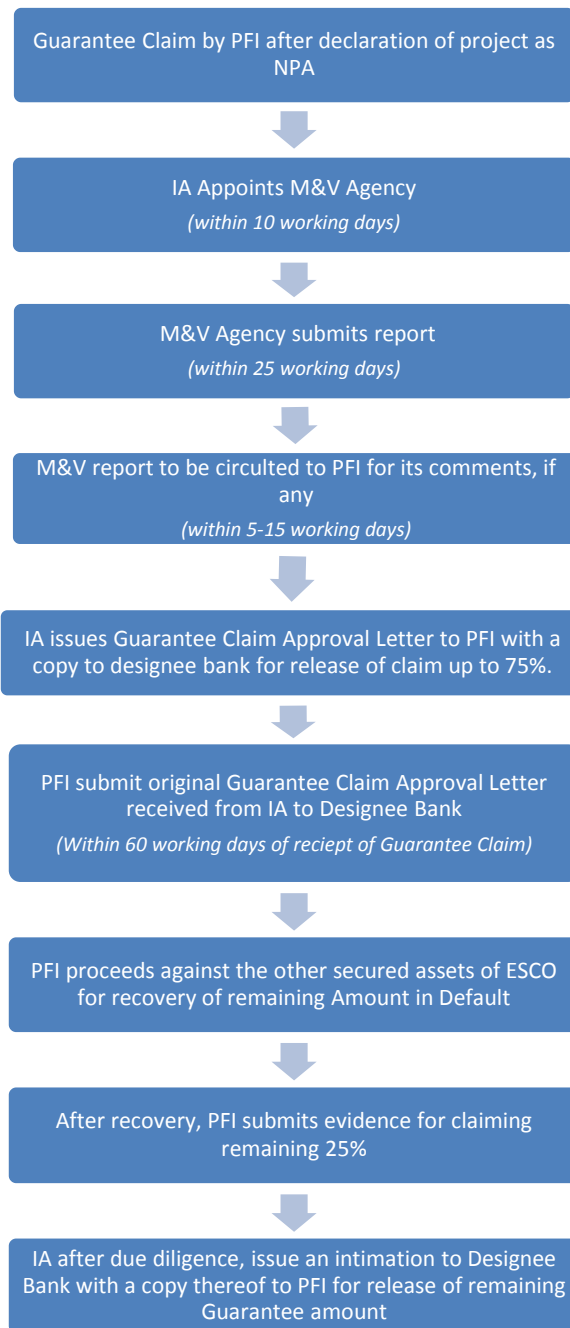 Guarantee Claim by PFI after declaration of project as
NPA
IA Appoints M&V Agency
(within 10 working days)
M&V Agency submits report
(within 25 working days)
M&V report to be circulted to PFI for its comments, if
any
(within 5-15 working days)
IA issues Guarantee Claim Approval Letter to PFI with a
copy to designee bank for release of claim up to 75%.
PFI submit original Guarantee Claim Approval Letter
received from IA to Designee Bank
(Within 60 working days of reciept of Guarantee Claim)
PFI proceeds against the other secured assets of ESCO
for recovery of remaining Amount in Default
After recovery, PFI submits evidence for claiming
remaining 25%
IA after due diligence, issue an intimation to Designee
Bank with a copy thereof to PFI for release of remaining
Guarantee amount